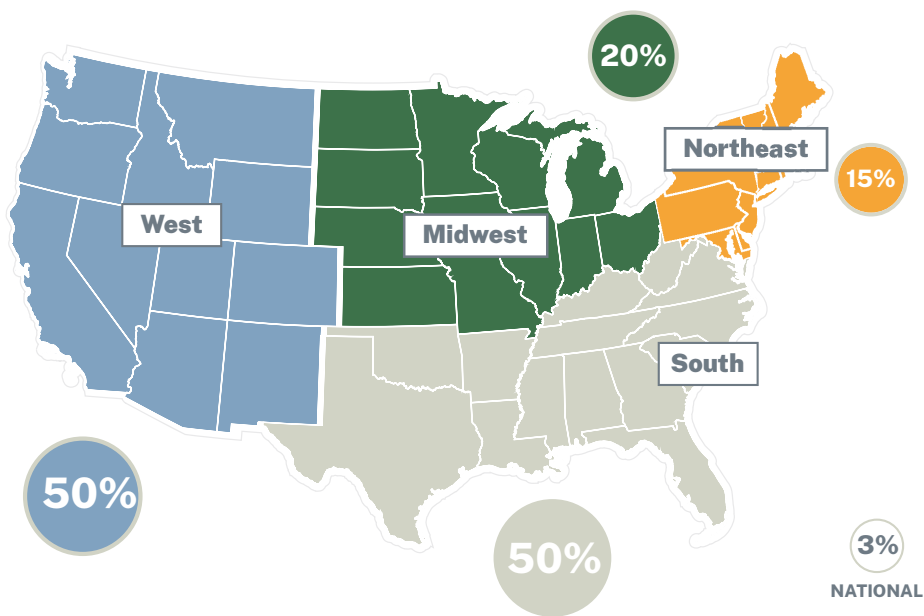 20%
Northeast
15%
West
Midwest
South
50%
50%
3%
NATIONAL